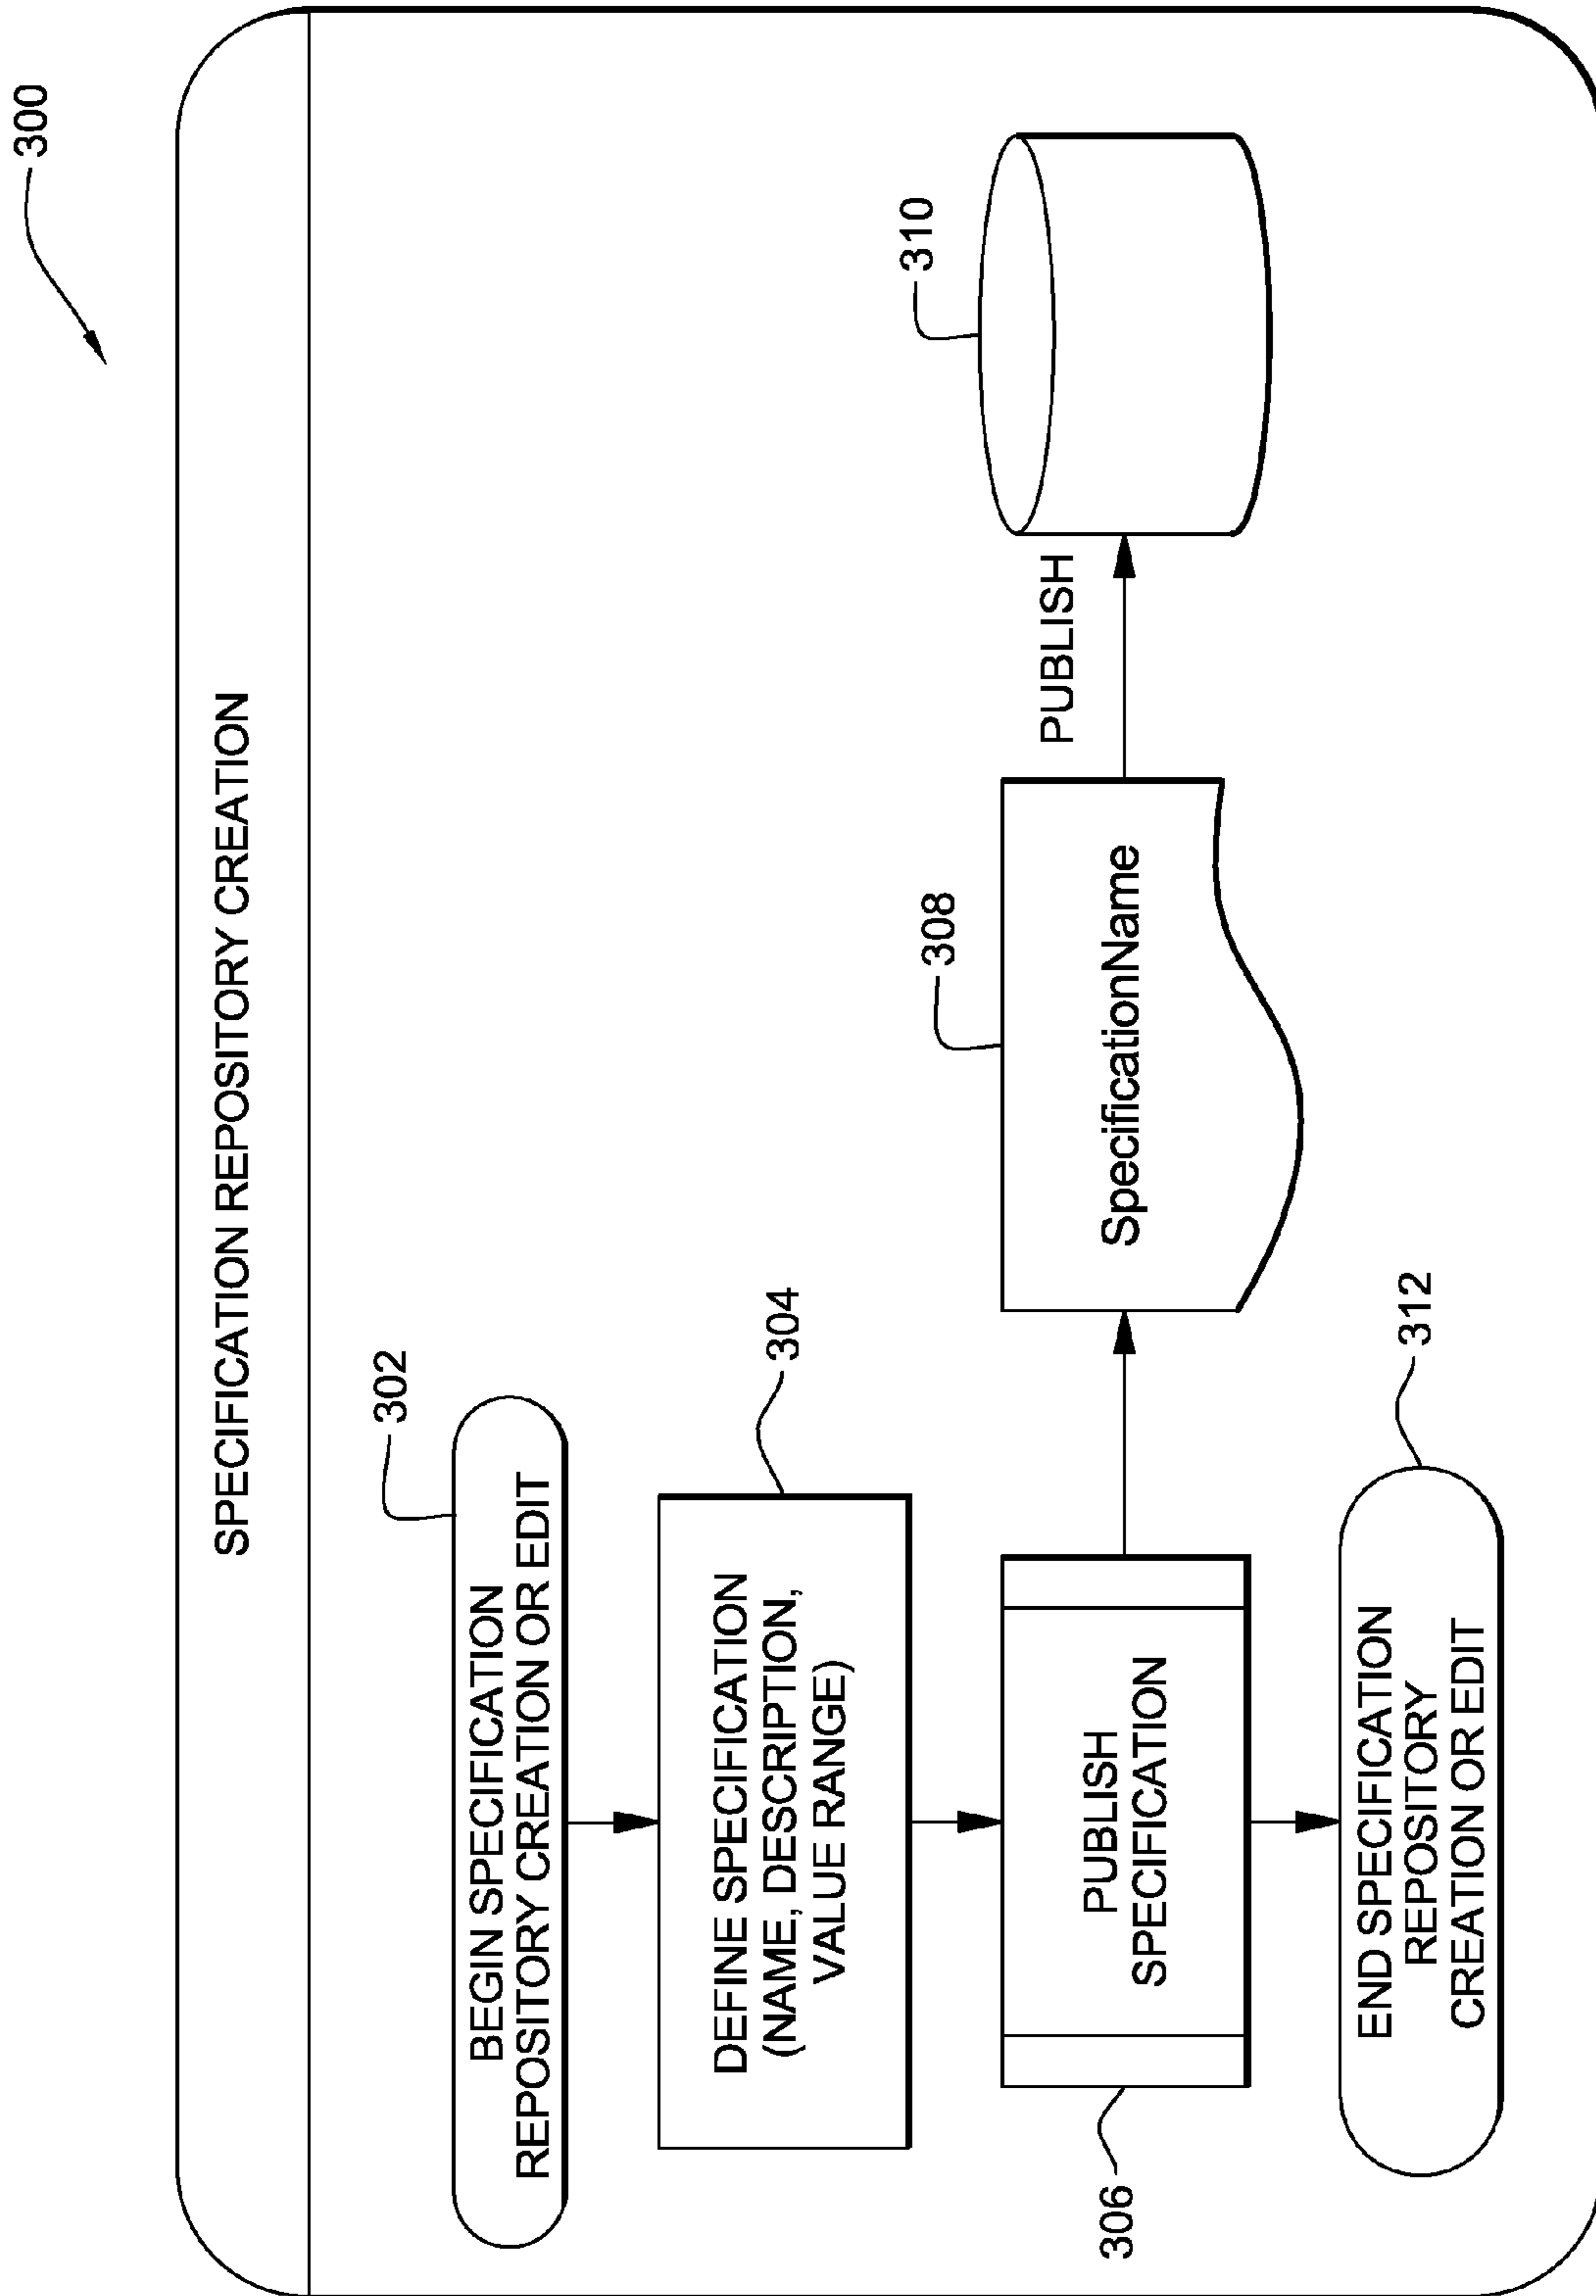 300
SPECIFICATION REPOSITORY CREATION
302
BEGIN SPECIFICATION
REPOSITORY CREATION OR EDIT
304
DEFINE SPECIFICATION
(NAME, DESCRIPTION,
VALUE RANGE)
306
PUBLISH
SPECIFICATION
308
SpecificationName
PUBLISH
310
312
END SPECIFICATION
REPOSITORY
CREATION OR EDIT